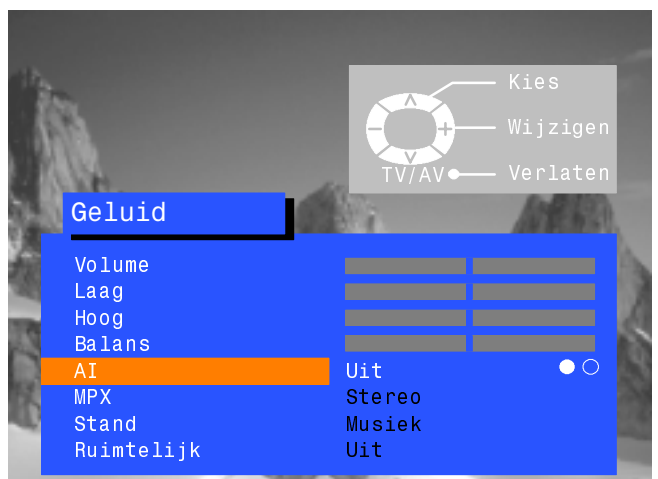 Kies
Wijzigen
TV/AV Verlaten
Geluid
Volume
Laag
Hoog
Balans
AI Uit
MPX Stereo
Stand Musiek
Ruimtelijk Uit